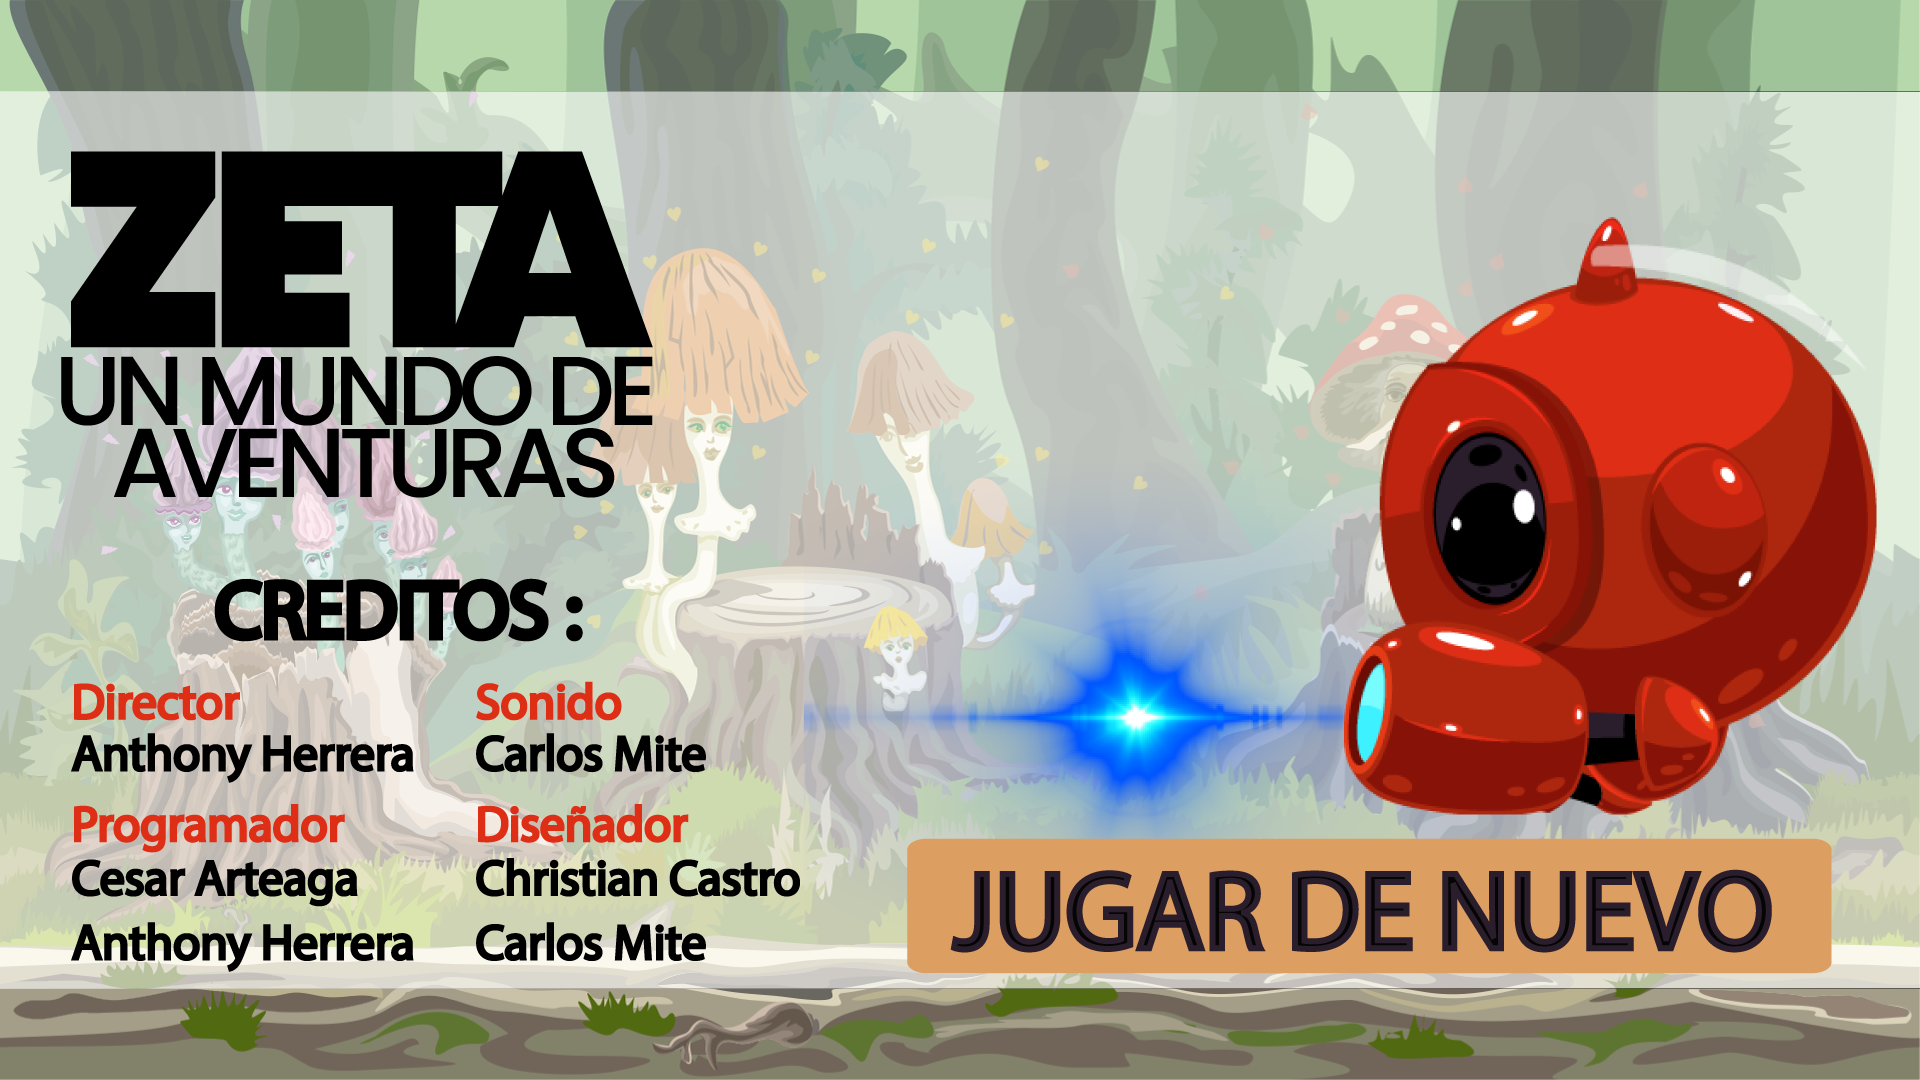 ZETA
UN MUNDO DE
AVENTURAS
CREDITOS :
Director
Anthony Herrera
Sonido
Carlos Mite
Programador
Cesar Arteaga
Anthony Herrera
Diseñador
Christian Castro
Carlos Mite
JUGAR DE NUEVO